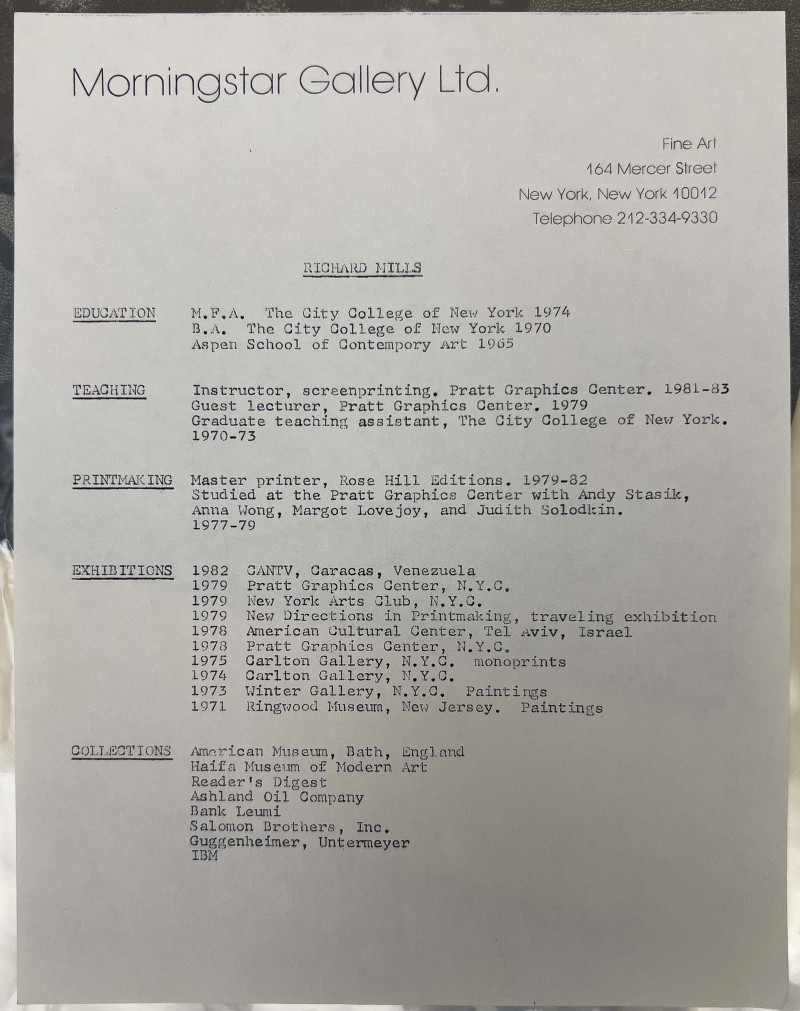 Morningstar Gallery Ltd.
Fine Art
164 Mercer Street
New York, New York 10012
Telephone 212-334-9330
RICHARD MILLS
EDUCATION M.F.A. The City College of New York 1974
B.A. The City College of New York 1970
Aspen School of Contempory Art 1965
TEACHING Instructor, screenprinting. Pratt Graphics Center. 1981-83
Guest lecturer, Pratt Graphics Center. 1979
Graduate teaching assistant, The City College of New York.
1970-73
PRINTMAKING Master printer, Rose Hill Editions. 1979-82
Studied at the Pratt Graphics Center with Andy Stasik,
Anna Wong, Margot Lovejoy, and Judith Solodkin.
1977-79
EXHIBITIONS 1982 CANTV, Caracas, Venezuela
1979 Pratt Graphics Center, N.Y.C.
1979 New York Arts Club, N.Y.C.
1979 New Directions in Printmaking, traveling exhibition
1978 American Cultural Center, Tel Aviv, Israel
1978 Pratt Graphics Center, N.Y.C.
1975 Carlton Gallery, N.Y.C. monoprints
1974 Carlton Gallery, N.Y.C.
1973 Winter Gallery, N.Y.C. Paintings
1971 Ringwood Museum, New Jersey. Paintings
COLLECTIONS American Museum, Bath, England
Haifa Museum of Modern Art
Reader's Digest
Ashland Oil Company
Bank Leumi
Salomon Brothers, Inc.
Guggenheimer, Untermeyer
IBM